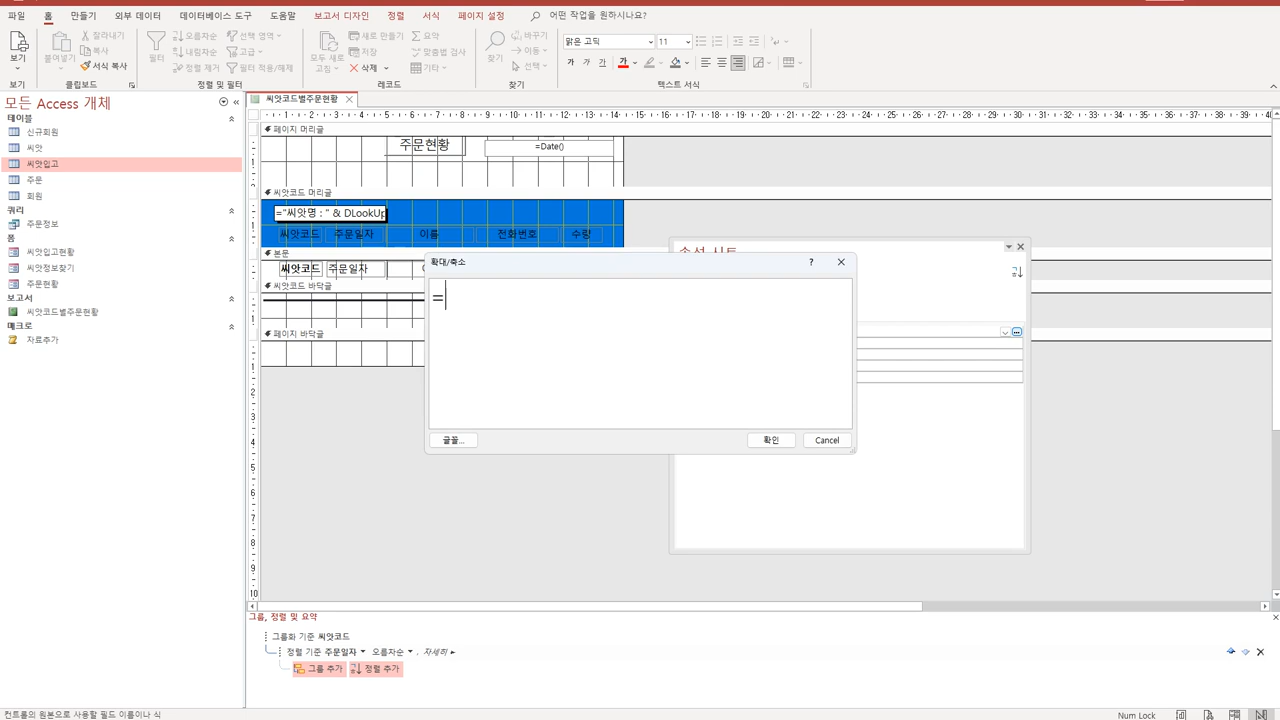 파일 홈 만들기 외부 데이터 데이터베이스 도구 도움말 보고서 디자인 정렬 서식 페이지 설정 어떤 작업을 원하시나요?
보기 붙여넣기 잘라내기 복사 서식 복사
필터 오름차순 내림차순 정렬 제거 선택 영역 고급 필터 적용/해제
모두 새로 고침 새로 만들기 저장 삭제 요약 맞춤법 검사 기타
찾기 바꾸기 이동 선택
맑은 고딕 11
가 가 가 가
보기 클립보드 정렬 및 필터 레코드 찾기 텍스트 서식
모든 Access 개체
테이블
신규회원
씨앗
씨앗입고
주문
회원
쿼리
주문정보
폼
씨앗입고현황
씨앗정보찾기
주문현황
보고서
씨앗코드별주문현황
매크로
자료추가
씨앗코드별주문현황
페이지 머리글
주문현황 =Date()
씨앗코드 머리글
="씨앗명 : " & DLookUp
씨앗코드 주문일자 이름 전화번호 수량
본문
씨앗코드 주문일자
씨앗코드 바닥글
페이지 바닥글
속성 시트
확대/축소 ?
=
글꼴... 확인 Cancel
그룹, 정렬 및 요약
그룹화 기준 씨앗코드
정렬 기준 주문일자 오름차순 , 자세히
그룹 추가 정렬 추가
컨트롤의 원본으로 사용할 필드 이름이나 식 Num Lock